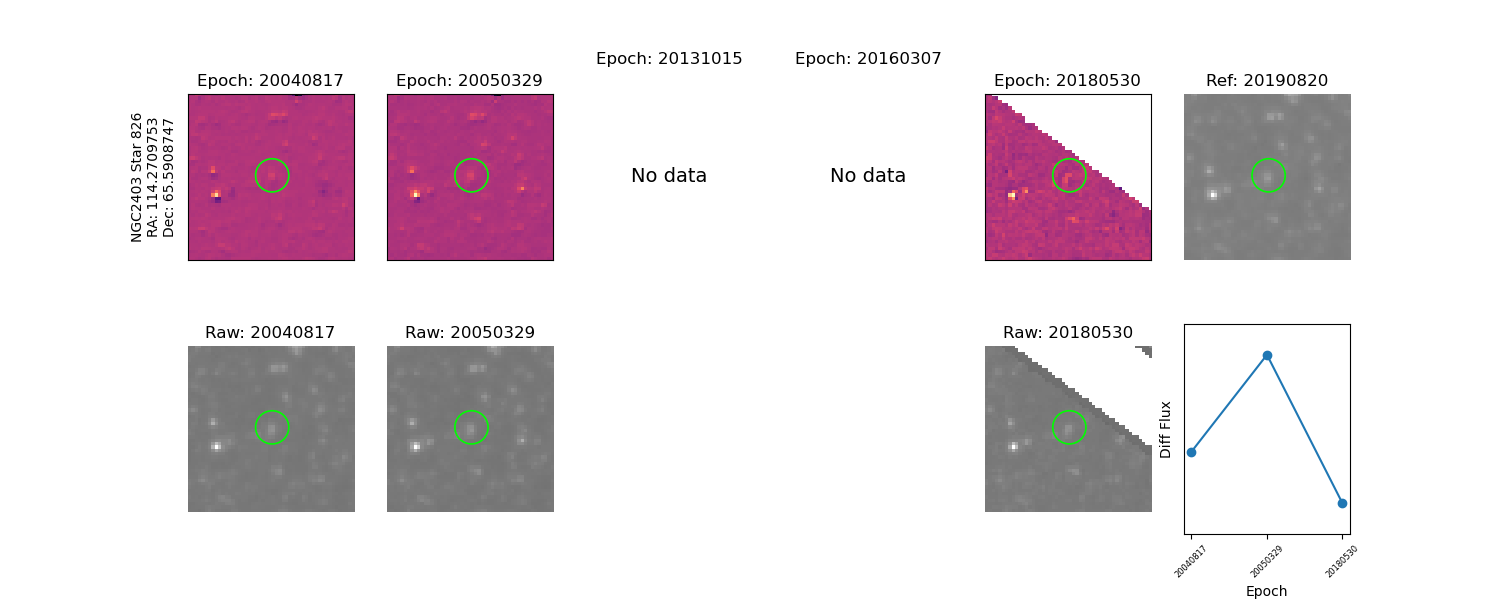 Epoch: 20131015
Epoch: 20160307
Epoch: 20040817
Epoch: 20050329
Epoch: 20180530
Ref: 20190820
NGC2403 Star 826
RA: 114.2709753
Dec: 65.5908747
No data
No data
Raw: 20040817
Raw: 20050329
Raw: 20180530
Diff Flux
20040817
20050329
20180530
Epoch